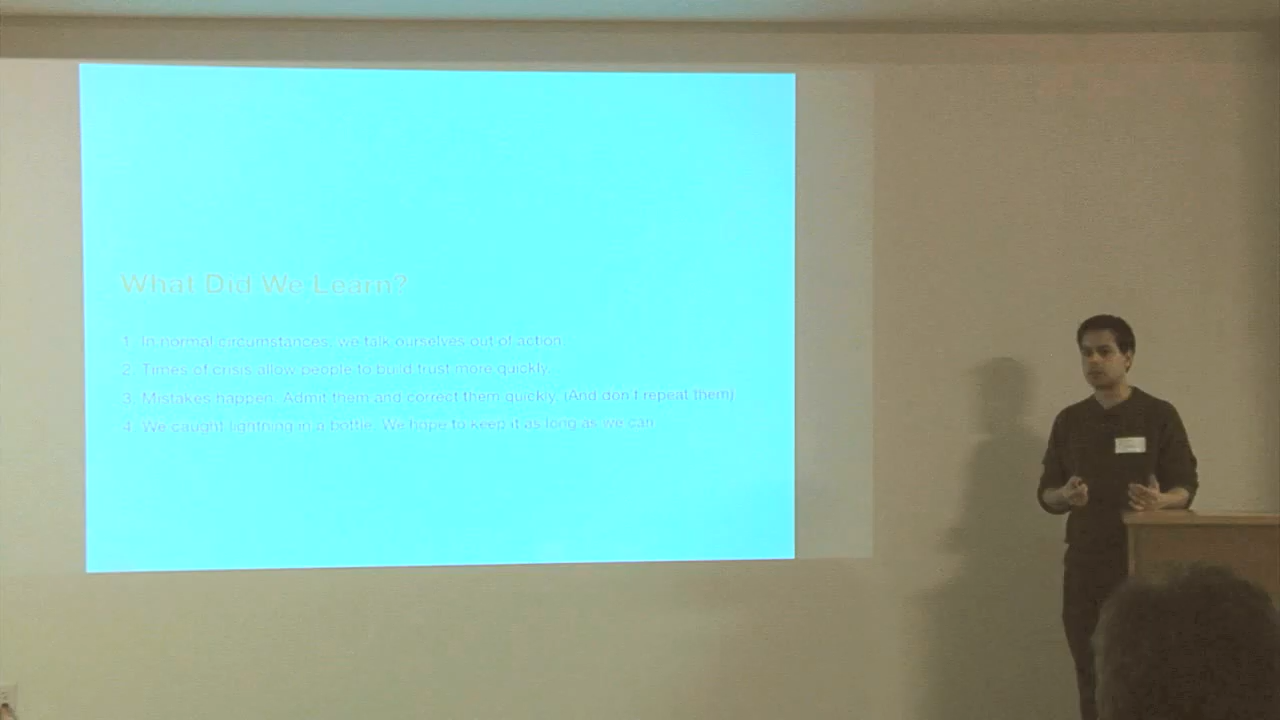 What Did We Learn?
1. In normal circumstances, we talk ourselves out of action.
2. Times of crisis allow people to build trust more quickly.
3. Mistakes happen. Admit them and correct them quickly. (And don't repeat them)
4. We caught lightning in a bottle. We hope to keep it as long as we can.